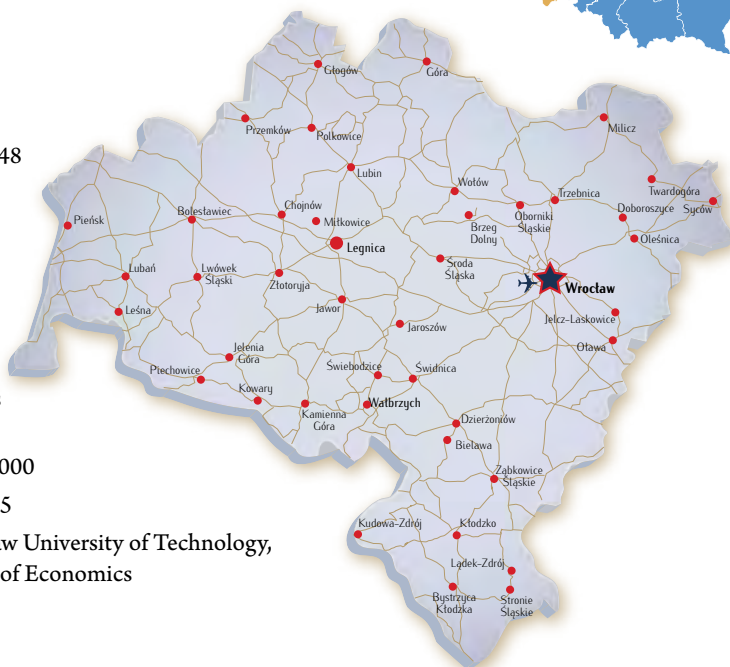 Głogów
Góra
Przemków
Polkowice
Milicz
48
Lubin
Wołów
Trzebnica
Twardogóra
Syców
Pieńsk
Bolesławiec
Chojnów
Miłkowice
Brzeg
Dolny
Oborniki
Śląskie
Doboroszyce
Oleśnica
Legnica
Lubań
Lwówek
Śląski
Złotoryja
Środa
Śląska
Wrocław
Leśna
Jawor
Jaroszów
Jelcz-Laskowice
Oława
Jelenia
Góra
Piechowice
Świebodzice
Świdnica
Kowary
Kamienna
Góra
Wałbrzych
Dzierżoniów
Bielawa
000
Ząbkowice
Śląskie
5
Kudowa-Zdrój
Kłodzko
w University of Technology,
of Economics
Lądek-Zdrój
Bystrzyca
Kłodzka
Stronie
Śląskie